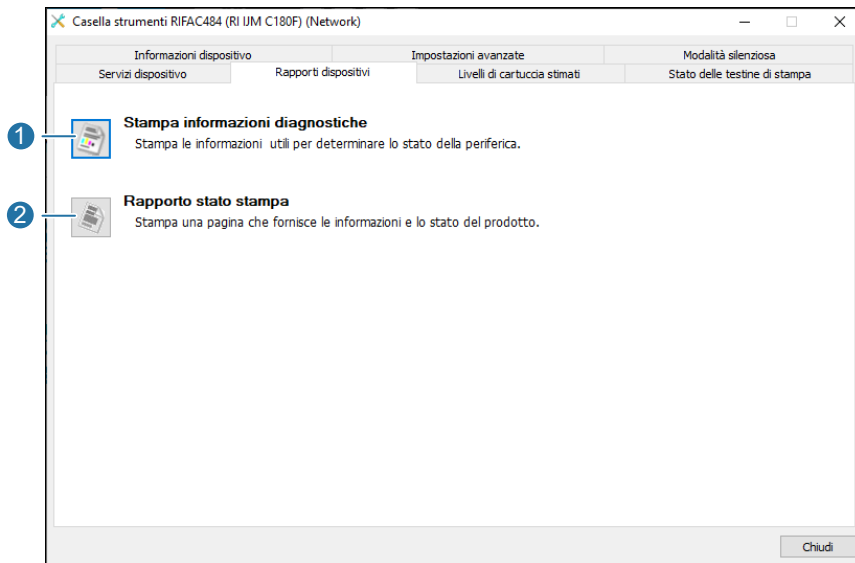 Casella strumenti RIFAC484 (RI IJM C180F) (Network)
Informazioni dispositivo Impostazioni avanzate Modalità silenziosa
Servizi dispositivo Rapporti dispositivi Livelli di cartuccia stimati Stato delle testine di stampa
1 Stampa informazioni diagnostiche
Stampa le informazioni utili per determinare lo stato della periferica.
2 Rapporto stato stampa
Stampa una pagina che fornisce le informazioni e lo stato del prodotto.
Chiudi